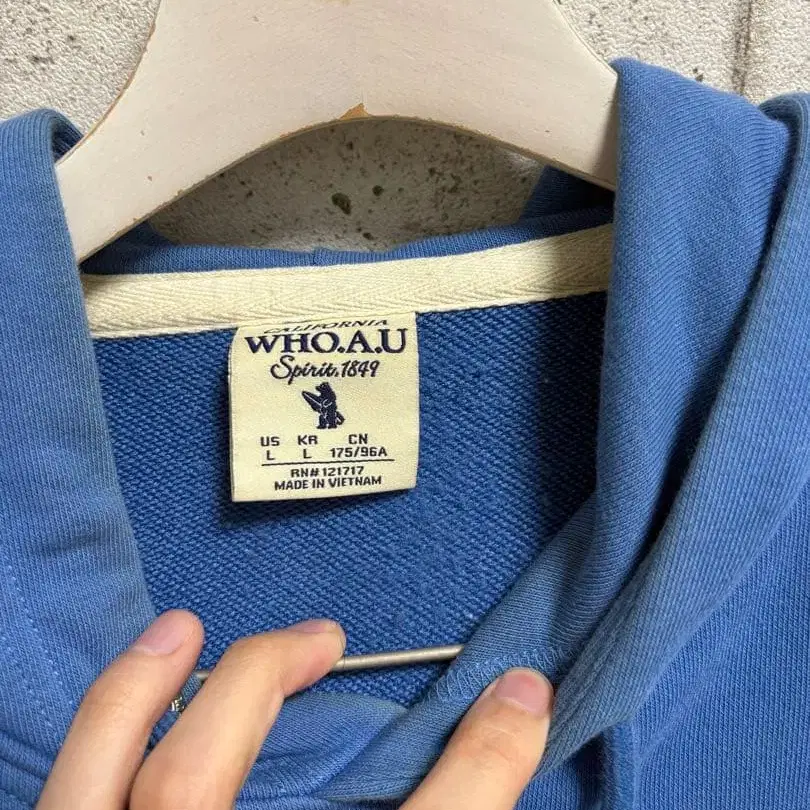 CALIFORNIA
WHO.A.U
Spirit.1849
US KR CN
L L 175/96A
RN# 121717
MADE IN VIETNAM